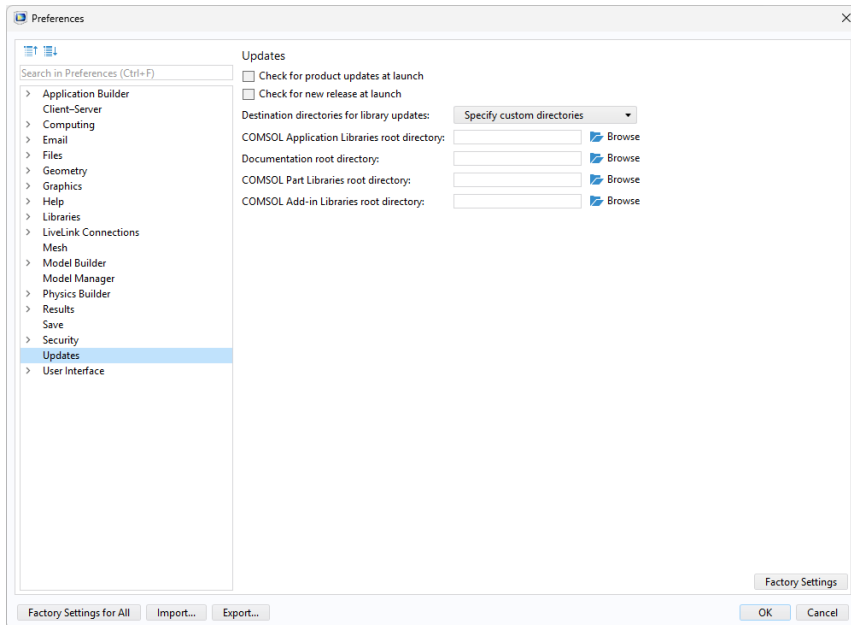 Preferences
Search in Preferences (Ctrl+F)
Application Builder
Client–Server
Computing
Email
Files
Geometry
Graphics
Help
Libraries
LiveLink Connections
Mesh
Model Builder
Model Manager
Physics Builder
Results
Save
Security
Updates
User Interface
Updates
Check for product updates at launch
Check for new release at launch
Destination directories for library updates: Specify custom directories
COMSOL Application Libraries root directory: Browse
Documentation root directory: Browse
COMSOL Part Libraries root directory: Browse
COMSOL Add-in Libraries root directory: Browse
Factory Settings
Factory Settings for All Import... Export... OK Cancel